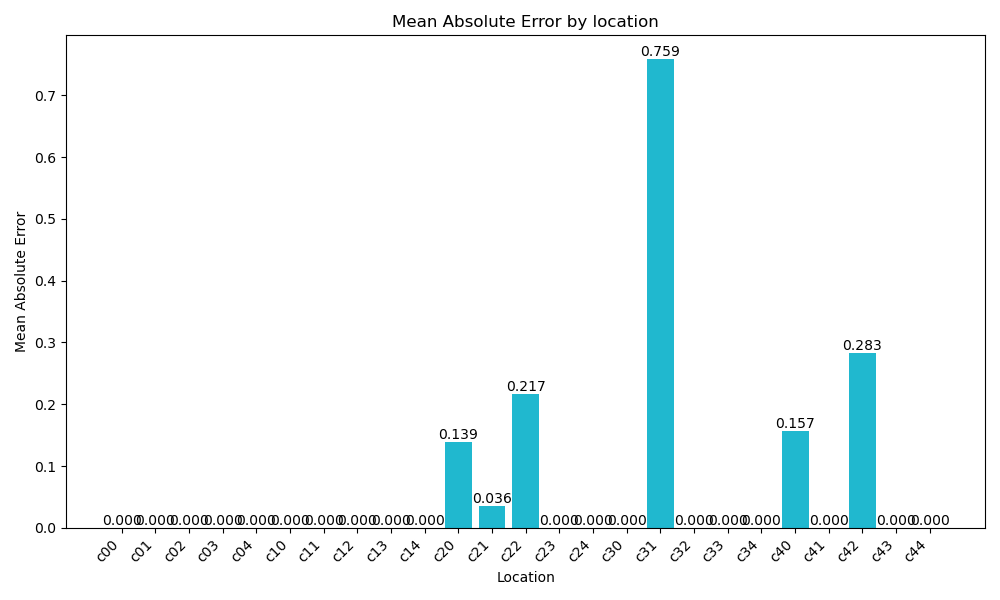 Mean Absolute Error by location
Mean Absolute Error
0.7
0.6
0.5
0.4
0.3
0.2
0.1
0.0
0.000 0.000 0.000 0.000 0.000 0.000 0.000 0.000 0.000 0.000 0.139 0.036 0.217 0.000 0.000 0.000 0.759 0.000 0.000 0.000 0.157 0.000 0.283 0.000 0.000
c00 c01 c02 c03 c04 c10 c11 c12 c13 c14 c20 c21 c22 c23 c24 c30 c31 c32 c33 c34 c40 c41 c42 c43 c44
Location